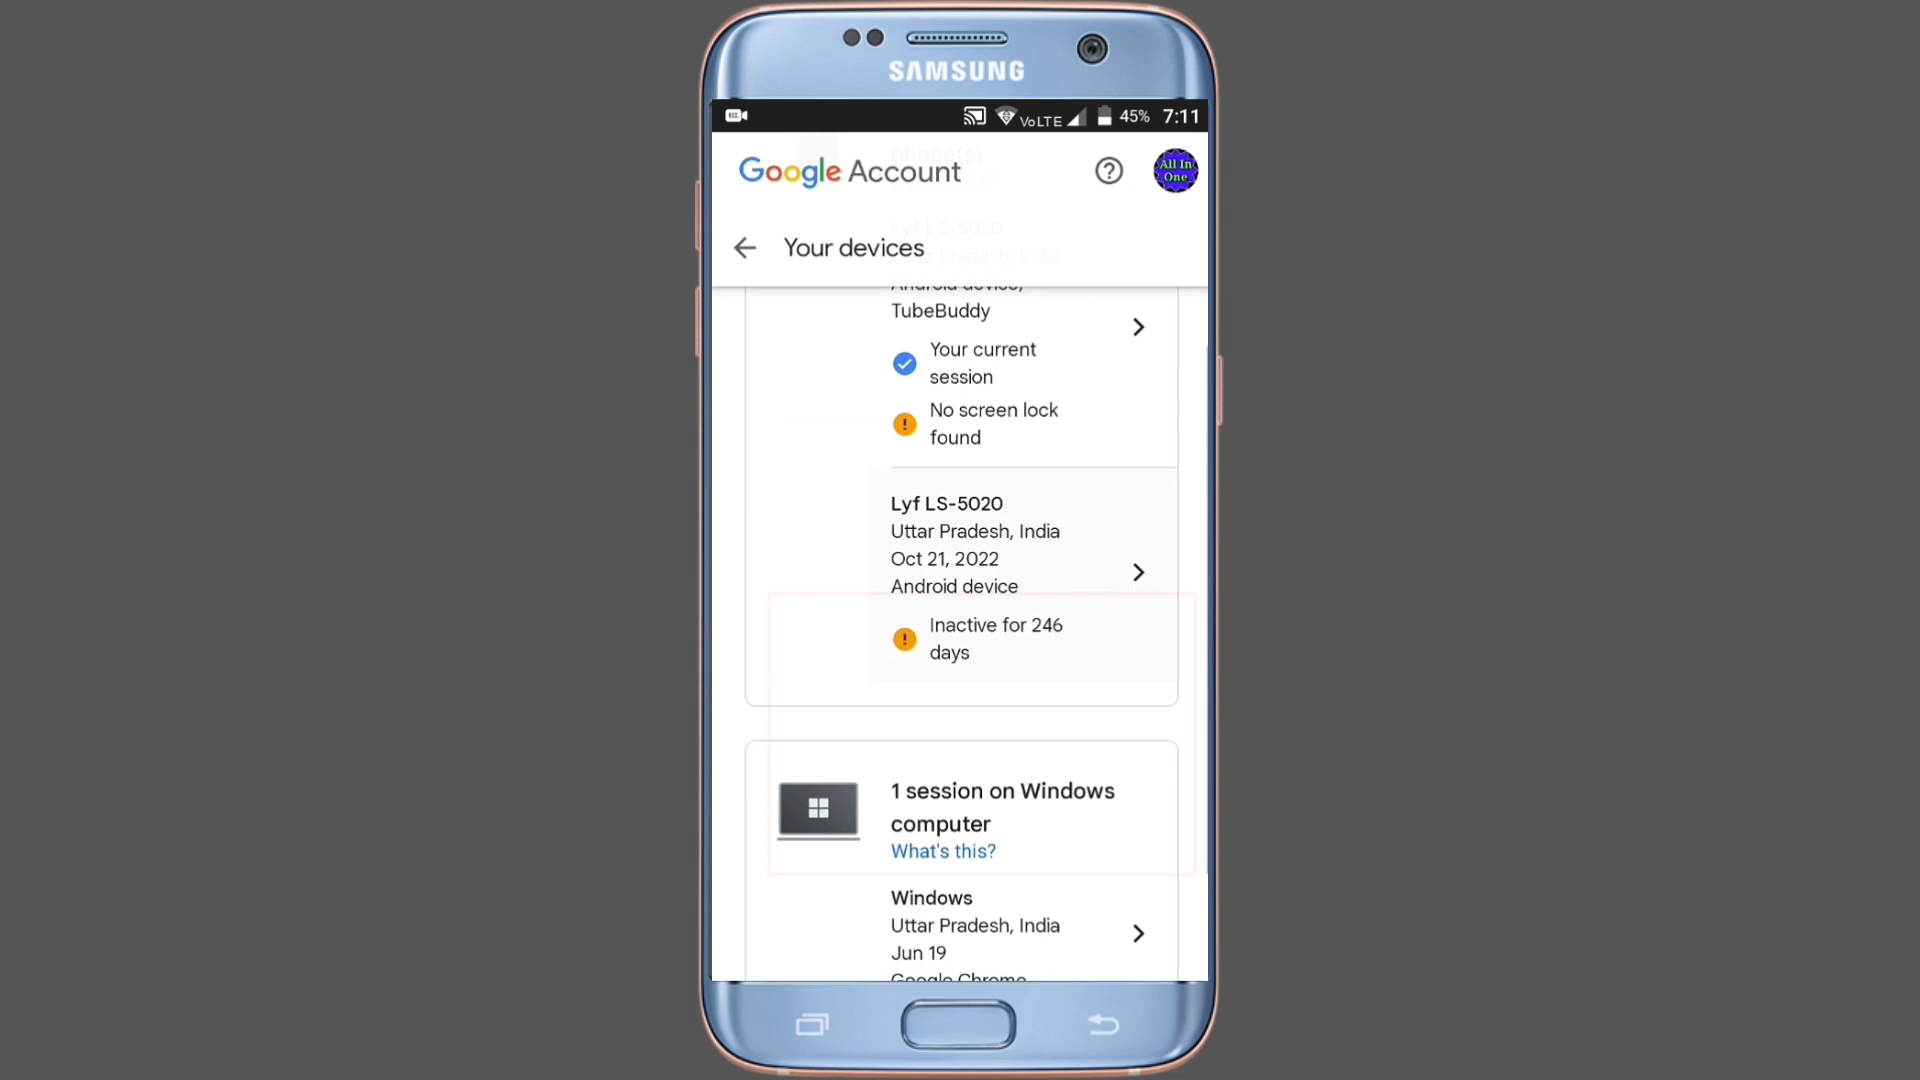 SAMSUNG
VoLTE 45% 7:11
phone(s)
Google Account
All In
One
Lyf LS-5020
Your devices
Uttar Pradesh, India
Android device,
TubeBuddy
Your current
session
No screen lock
found
Lyf LS-5020
Uttar Pradesh, India
Oct 21, 2022
Android device
Inactive for 246
days
1 session on Windows
computer
What's this?
Windows
Uttar Pradesh, India
Jun 19
Google Chrome